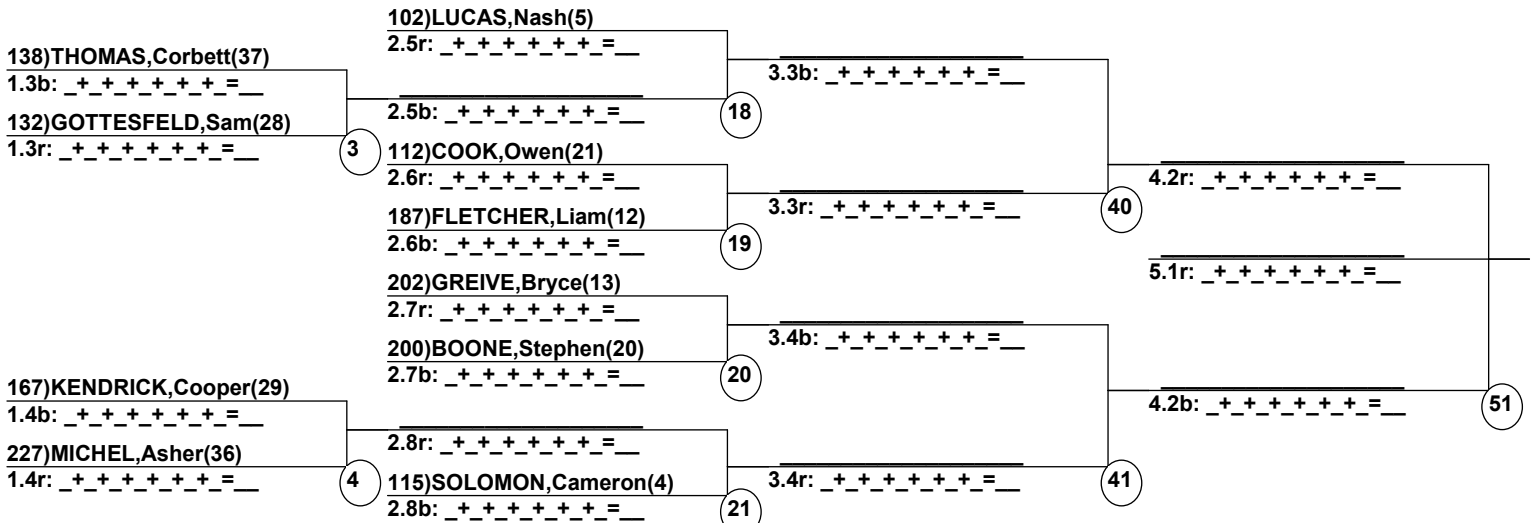 102)LUCAS,Nash(5)
2.5r: _+_+_+_+_+_=__
138)THOMAS,Corbett(37)
1.3b: _+_+_+_+_+_=__
3.3b: _+_+_+_+_+_=__
2.5b: _+_+_+_+_+_=__
18
132)GOTTESFELD,Sam(28)
1.3r: _+_+_+_+_+_=__
3
112)COOK,Owen(21)
2.6r: _+_+_+_+_+_=__
4.2r: _+_+_+_+_+_=__
3.3r: _+_+_+_+_+_=__
40
187)FLETCHER,Liam(12)
2.6b: _+_+_+_+_+_=__
19
5.1r: _+_+_+_+_+_=__
202)GREIVE,Bryce(13)
2.7r: _+_+_+_+_+_=__
3.4b: _+_+_+_+_+_=__
200)BOONE,Stephen(20)
2.7b: _+_+_+_+_+_=__
20
167)KENDRICK,Cooper(29)
1.4b: _+_+_+_+_+_=__
4.2b: _+_+_+_+_+_=__
51
2.8r: _+_+_+_+_+_=__
227)MICHEL,Asher(36)
1.4r: _+_+_+_+_+_=__
4
3.4r: _+_+_+_+_+_=__
41
115)SOLOMON,Cameron(4)
2.8b: _+_+_+_+_+_=__
21